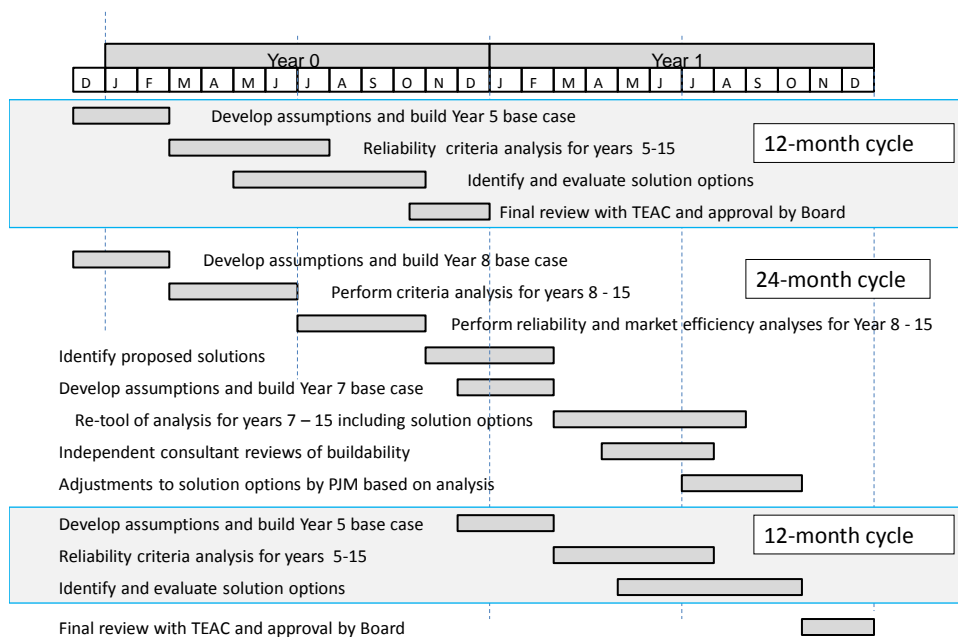 Year 0 Year 1
D J F M A M J J A S O N D J F M A M J J A S O N D
Develop assumptions and build Year 5 base case
12-month cycle
Reliability criteria analysis for years 5-15
Identify and evaluate solution options
Final review with TEAC and approval by Board
Develop assumptions and build Year 8 base case
24-month cycle
Perform criteria analysis for years 8 - 15
Perform reliability and market efficiency analyses for Year 8 - 15
Identify proposed solutions
Develop assumptions and build Year 7 base case
Re-tool of analysis for years 7 – 15 including solution options
Independent consultant reviews of buildability
Adjustments to solution options by PJM based on analysis
Develop assumptions and build Year 5 base case
12-month cycle
Reliability criteria analysis for years 5-15
Identify and evaluate solution options
Final review with TEAC and approval by Board